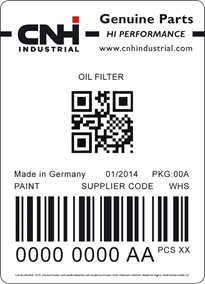 CNH
INDUSTRIAL
Genuine Parts
HI PERFORMANCE
www.cnhindustrial.com
OIL FILTER
Made in Germany 01/2014 PKG:00A
PAINT SUPPLIER CODE WHS
0000 0000 AA PCS XX